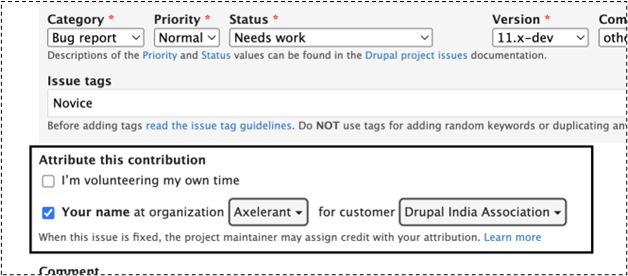 Category * Priority * Status * Version * Com
Bug report Normal Needs work 11.x-dev othe
Descriptions of the Priority and Status values can be found in the Drupal project issues documentation.
Issue tags
Novice
Before adding tags read the issue tag guidelines. Do NOT use tags for adding random keywords or duplicating an
Attribute this contribution
I'm volunteering my own time
Your name at organization Axelerant for customer Drupal India Association
When this issue is fixed, the project maintainer may assign credit with your attribution. Learn more
Comment